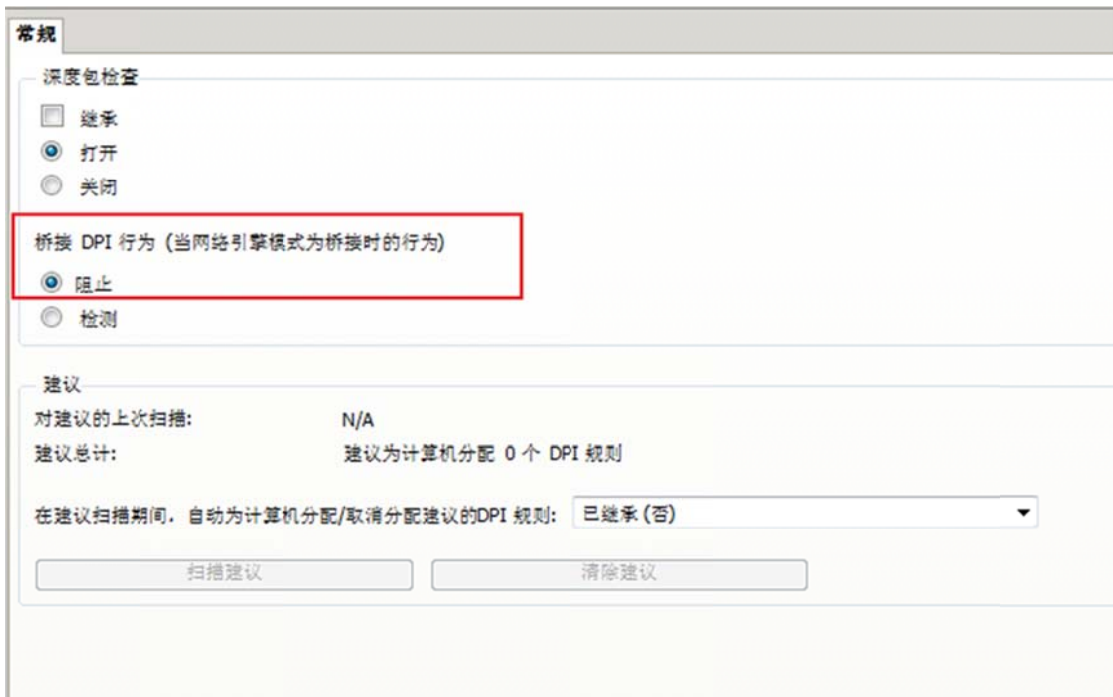 常规
深度包检查
继承
打开
关闭
桥接 DPI 行为 (当网络引擎模式为桥接时的行为)
阻止
检测
建议
对建议的上次扫描: N/A
建议总计: 建议为计算机分配 0 个 DPI 规则
在建议扫描期间，自动为计算机分配/取消分配建议的DPI 规则: 已继承 (否)
扫描建议 清除建议